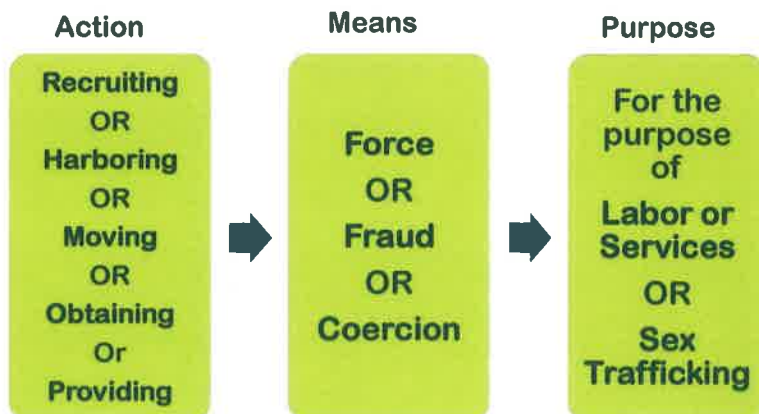 Action
Recruiting
OR
Harboring
OR
Moving
OR
Obtaining
Or
Providing
Means
Force
OR
Fraud
OR
Coercion
Purpose
For the
purpose
of
Labor or
Services
OR
Sex
Trafficking